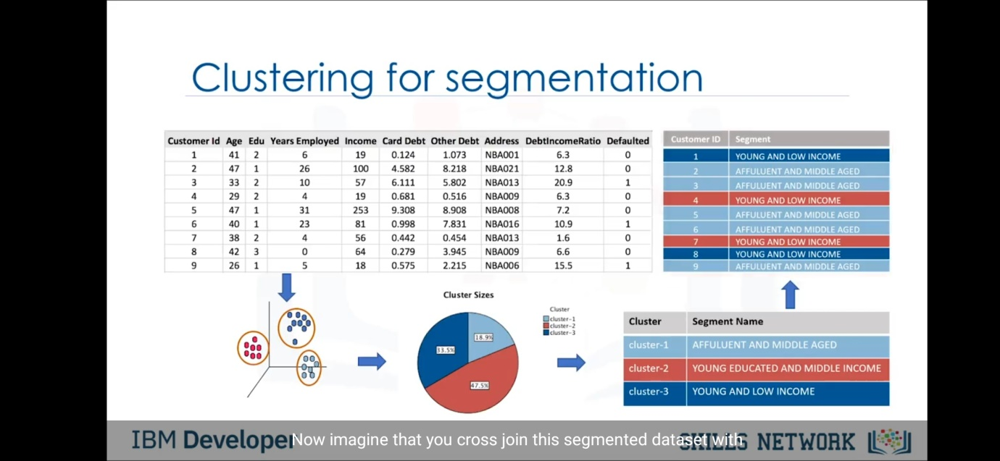 Clustering for segmentation
Customer Id Age Edu Years Employed Income Card Debt Other Debt Address DebtIncomeRatio Defaulted
1 41 2 6 19 0.124 1.073 NBA001 6.3 0
2 47 1 26 100 4.582 8.218 NBA021 12.8 0
3 33 2 10 57 6.111 5.802 NBA013 20.9 1
4 29 2 4 19 0.681 0.516 NBA009 6.3 0
5 47 1 31 253 9.308 8.908 NBA008 7.2 0
6 40 1 23 81 0.998 7.831 NBA016 10.9 1
7 38 2 4 56 0.442 0.454 NBA013 1.6 0
8 42 3 0 64 0.279 3.945 NBA009 6.6 0
9 26 1 5 18 0.575 2.215 NBA006 15.5 1
Customer ID Segment
1 YOUNG AND LOW INCOME
2 AFFULUENT AND MIDDLE AGED
3 AFFULUENT AND MIDDLE AGED
4 YOUNG AND LOW INCOME
5 AFFULUENT AND MIDDLE AGED
6 AFFULUENT AND MIDDLE AGED
7 YOUNG AND LOW INCOME
8 YOUNG AND LOW INCOME
9 AFFULUENT AND MIDDLE AGED
Cluster Sizes
18.9%
33.5%
47.5%
Cluster
cluster-1
cluster-2
cluster-3
Cluster Segment Name
cluster-1 AFFULUENT AND MIDDLE AGED
cluster-2 YOUNG EDUCATED AND MIDDLE INCOME
cluster-3 YOUNG AND LOW INCOME
IBM Developer
Now imagine that you cross join this segmented dataset with
SKILLS NETWORK